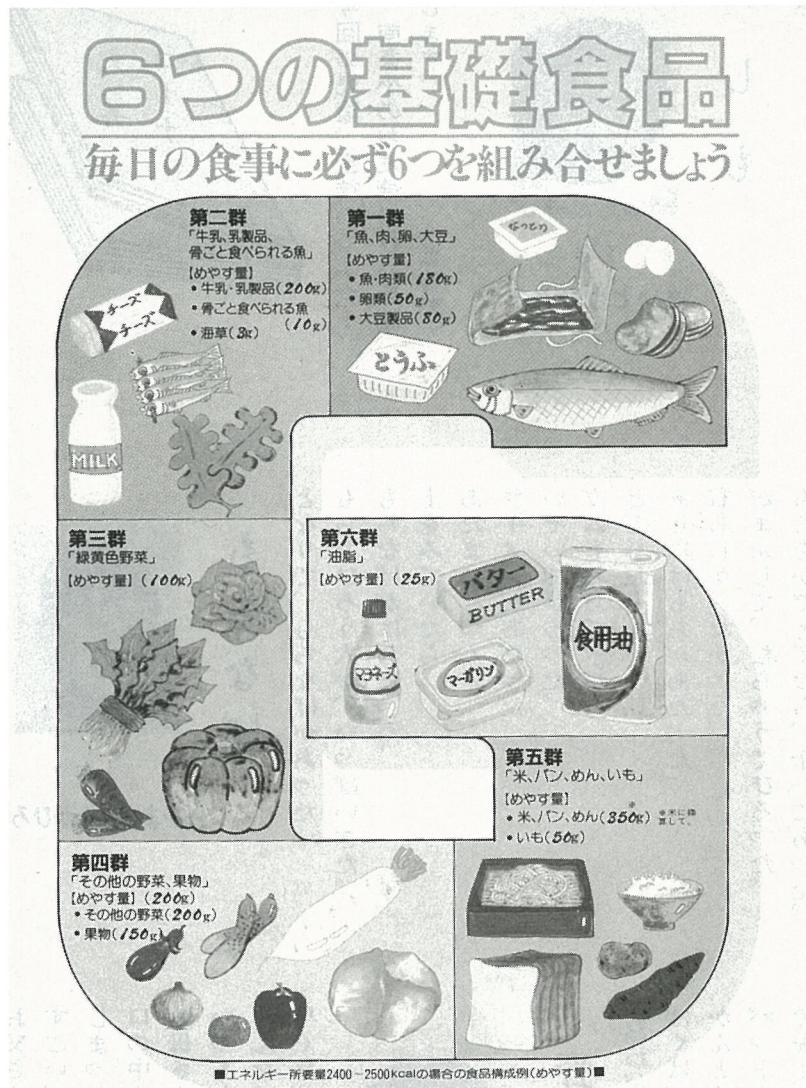 6つの基礎食品
毎日の食事に必ず6つを組み合せましょう
第一群
「魚、肉、卵、大豆」
【めやす量】
• 魚・肉類(180g)
• 卵類(50g)
• 大豆製品(80g)
なっとう
とうふ
第二群
「牛乳、乳製品、
骨ごと食べられる魚」
【めやす量】
• 牛乳・乳製品(200g)
• 骨ごと食べられる魚
(10g)
• 海草(3g)
チーズ
チーズ
MILK
第三群
「緑黄色野菜」
【めやす量】(100g)
第六群
「油脂」
【めやす量】(25g)
バター
BUTTER
マヨネーズ
マーガリン
食用油
第五群
「米、パン、めん、いも」
【めやす量】
• 米、パン、めん(350g)※
※米に換
算して。
• いも(50g)
第四群
「その他の野菜、果物」
【めやす量】(200g)
• その他の野菜(200g)
• 果物(150g)
■エネルギー所要量2400~2500kcalの場合の食品構成例(めやす量)■